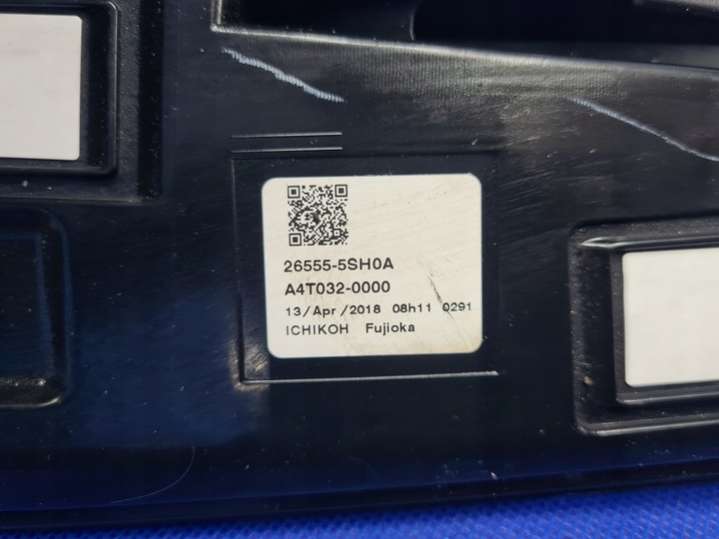 26555-5SH0A
A4T032-0000
13/Apr/2018 08h11 0291
ICHIKOH Fujioka